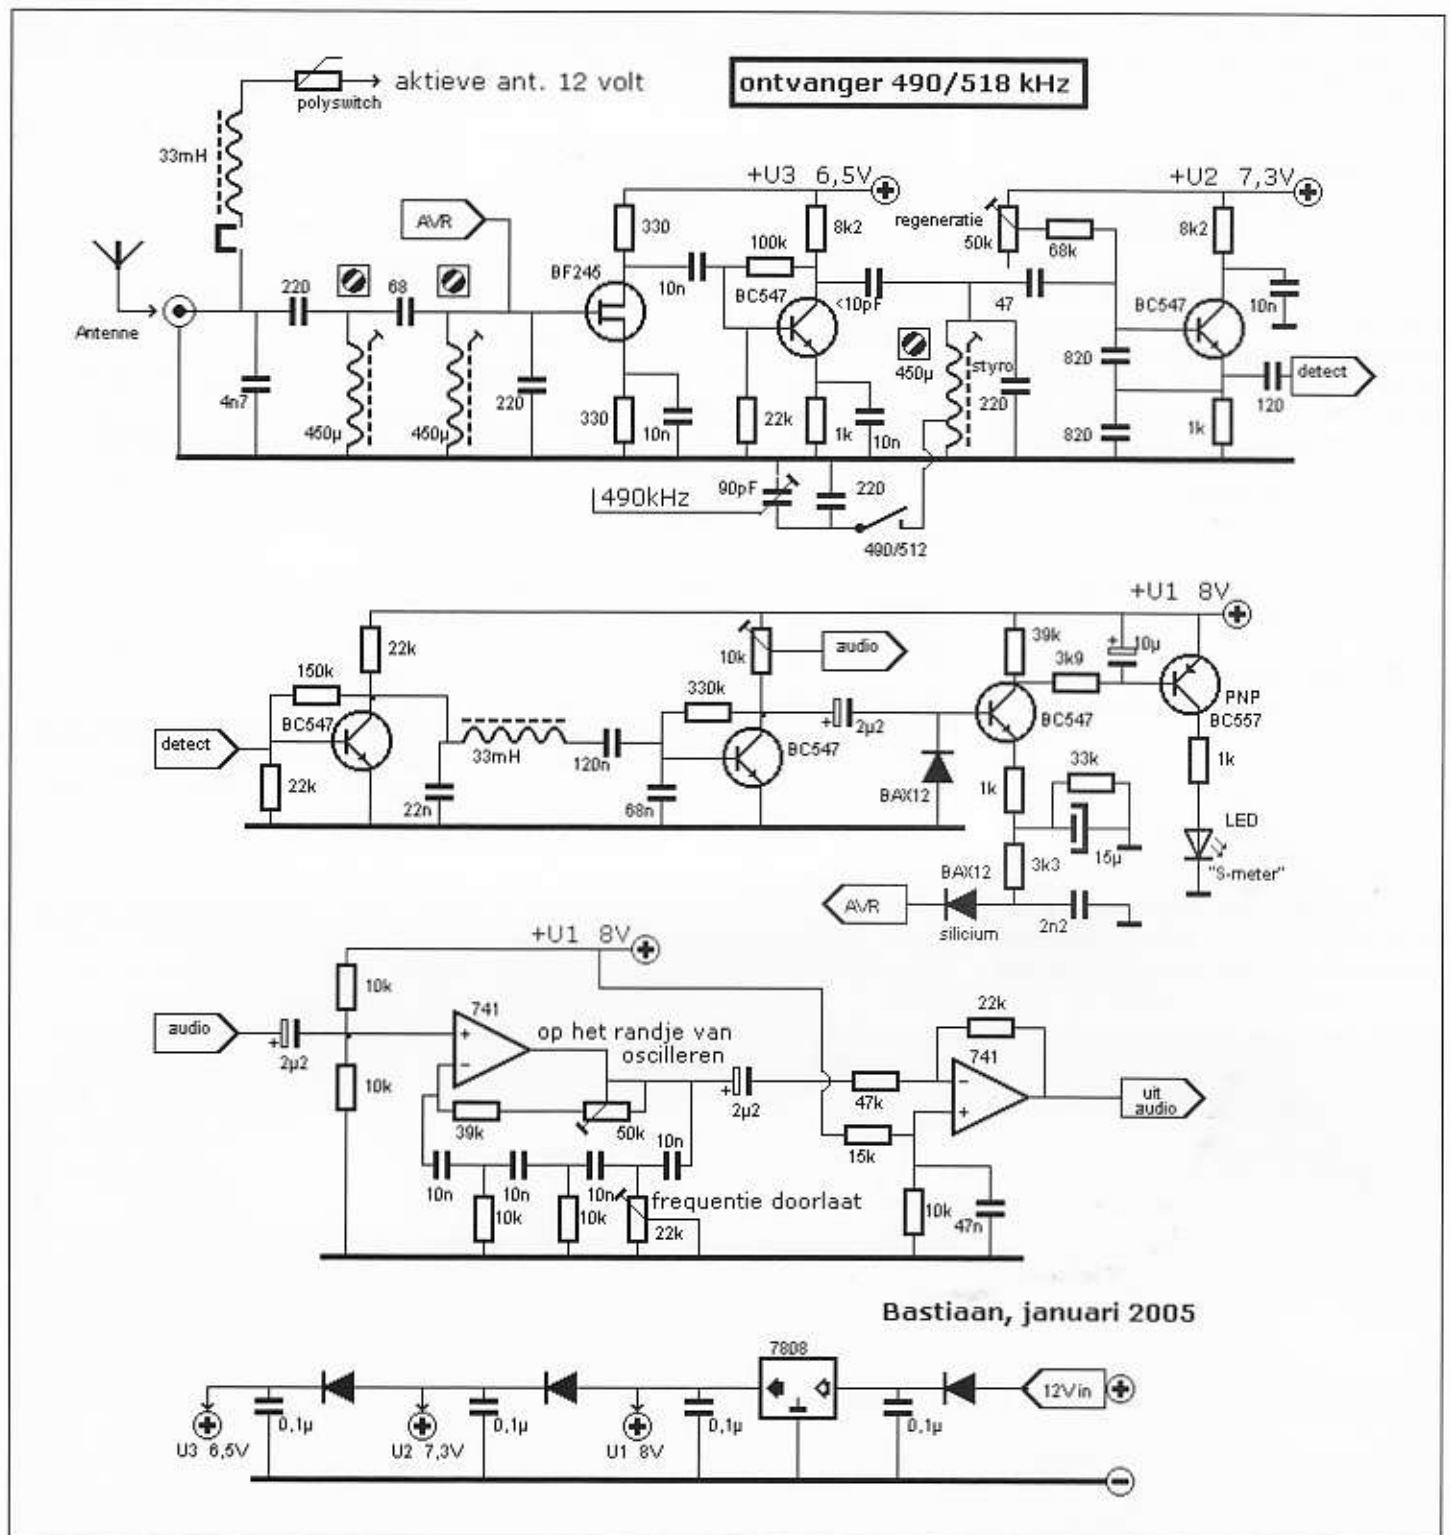 aktieve ant. 12 volt
ontvanger 490/518 kHz
polyswitch
33mH
+U3 6,5V
+U2 7,3V
AVR
330
8k2
regeneratie
50k
68k
8k2
100k
BF245
10n
BC547
<10pF
47
BC547
10n
220
68
Antenne
450µ
styro
820
detect
4n7
220
220
120
450µ
450µ
330
10n
22k
1k
10n
820
1k
490kHz
90pF
220
490/512
+U1 8V
22k
10k
audio
39k
10µ
3k9
150k
330k
PNP
BC557
BC547
BC547
2µ2
BC547
detect
33mH
120n
33k
1k
22k
1k
BAX12
22n
68n
LED
15µ
3k3
"S-meter"
BAX12
AVR
silicium
2n2
+U1 8V
10k
741
22k
audio
op het randje van
oscilleren
741
2µ2
10k
2µ2
47k
uit
audio
39k
50k
10n
15k
10n
10n
10n
frequentie doorlaat
10k
10k
22k
10k
47n
Bastiaan, januari 2005
7808
12Vin
0,1µ
0,1µ
0,1µ
0,1µ
U3 6,5V
U2 7,3V
U1 8V